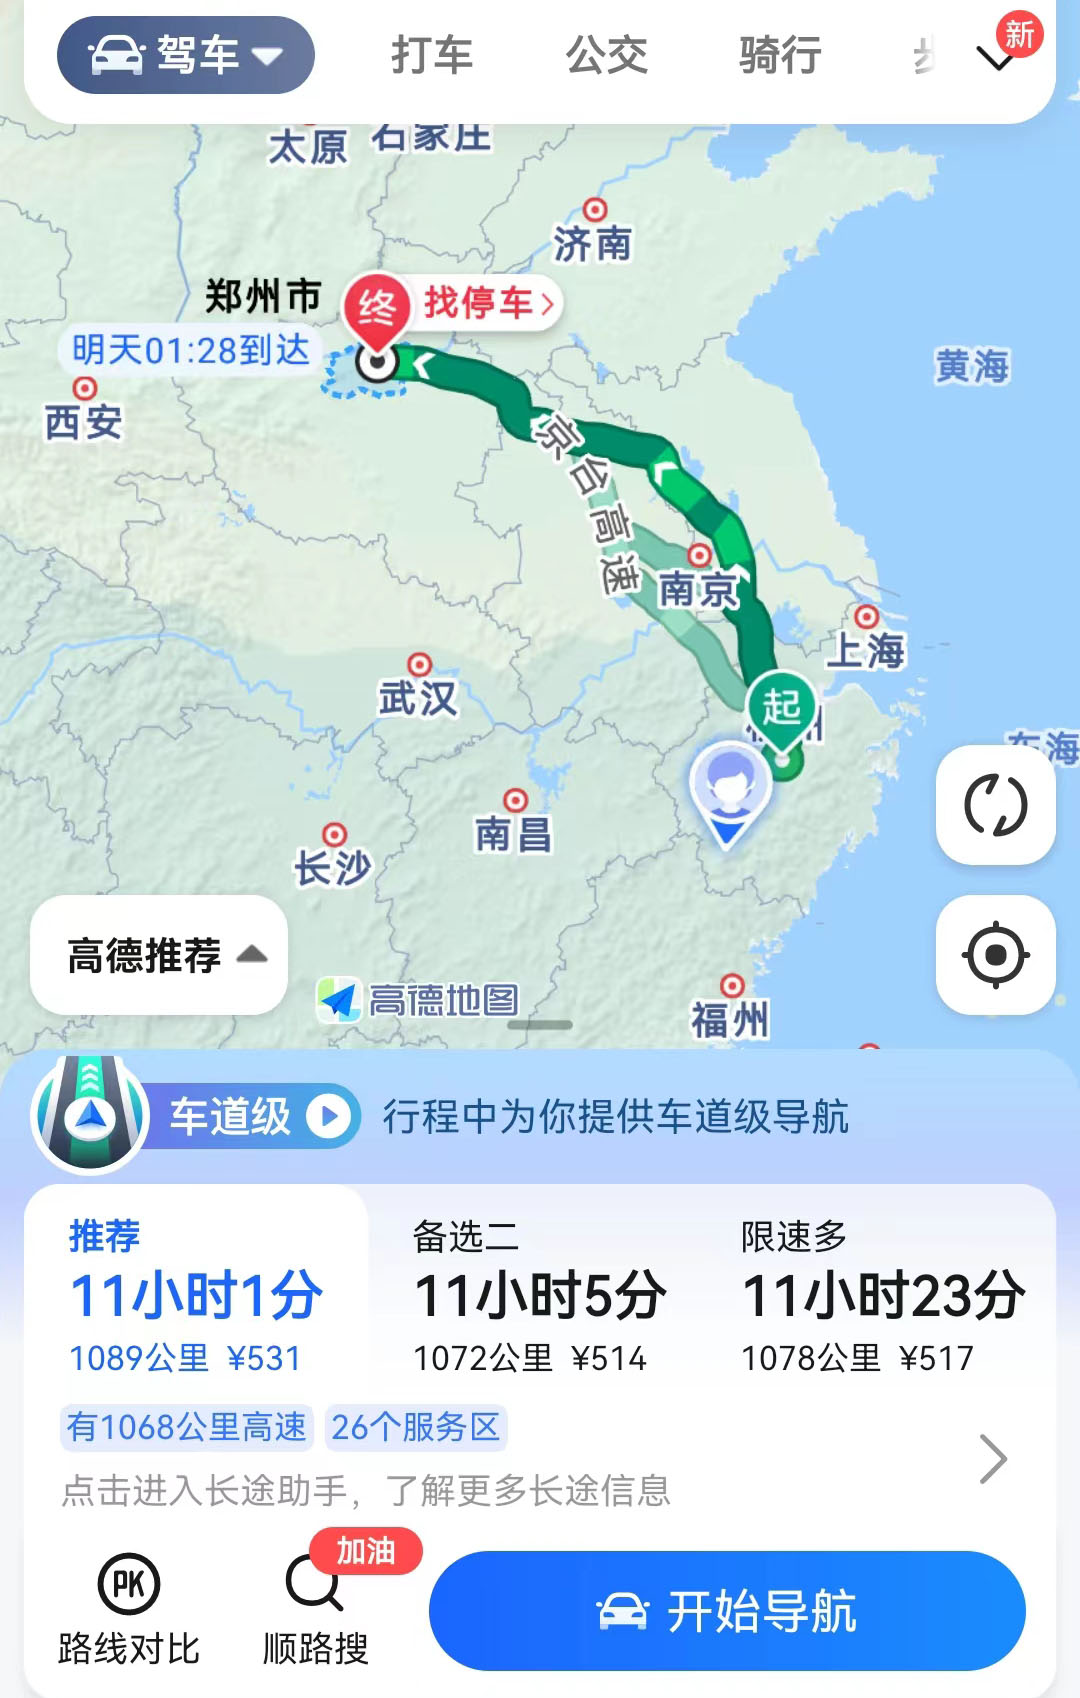 驾车
打车
公交
骑行
新
太原
石家庄
济南
郑州市
终
找停车
明天01:28到达
西安
黄海
京台高速
南京
上海
武汉
起
州
东海
南昌
长沙
高德推荐
高德地图
福州
车道级
行程中为你提供车道级导航
推荐
11小时1分
1089公里 ¥531
备选二
11小时5分
1072公里 ¥514
限速多
11小时23分
1078公里 ¥517
有1068公里高速
26个服务区
点击进入长途助手，了解更多长途信息
PK
路线对比
加油
顺路搜
开始导航